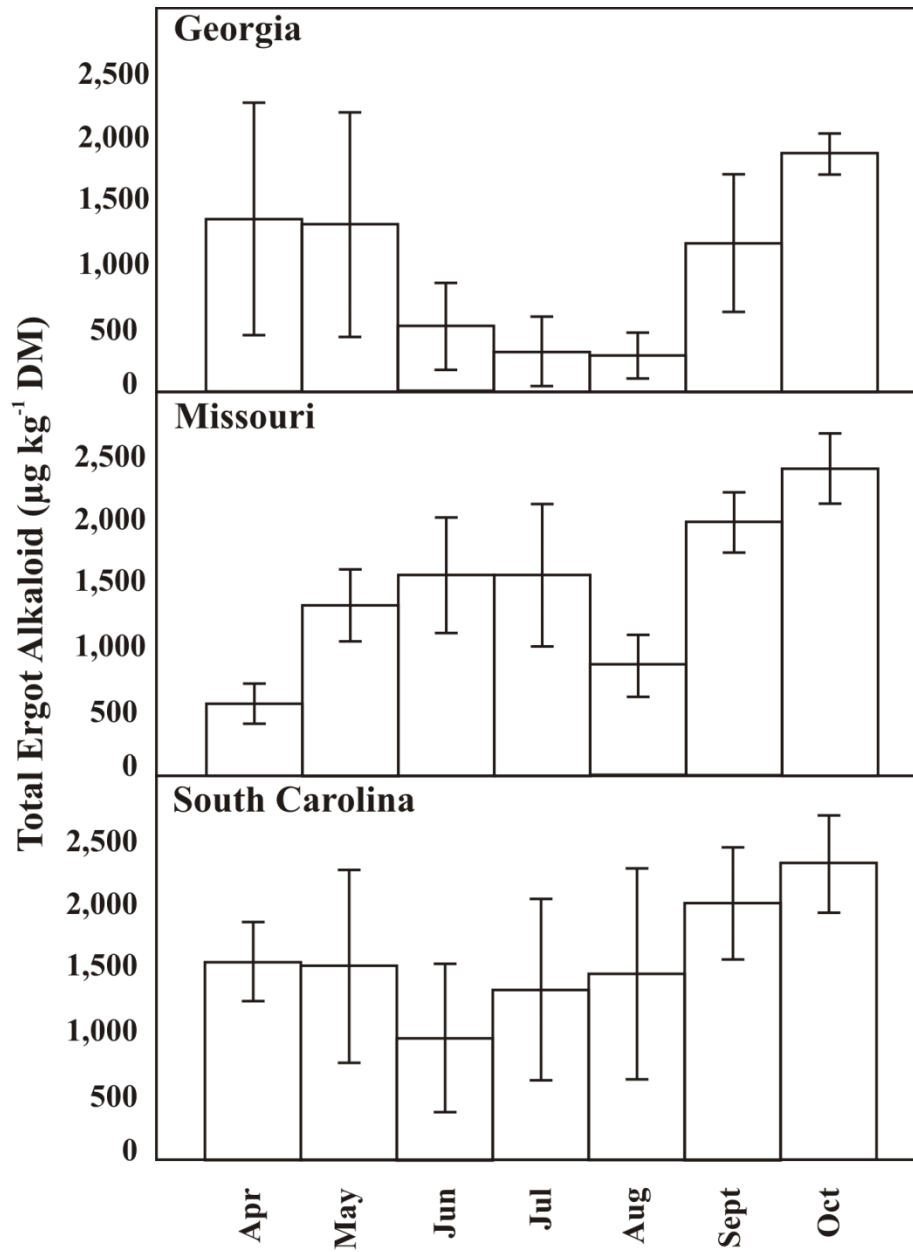 Total Ergot Alkaloid (µg kg⁻¹ DM)
Georgia
2,500
2,000
1,500
1,000
500
0
Missouri
2,500
2,000
1,500
1,000
500
0
South Carolina
2,500
2,000
1,500
1,000
500
0
Apr
May
Jun
Jul
Aug
Sept
Oct